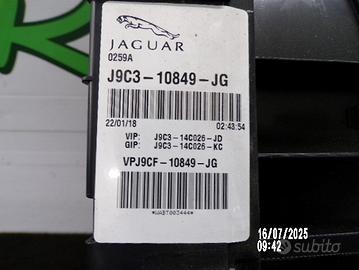 JAGUAR
0259A
J9C3-10849-JG
22/01/18 02:43:54
VIP: J9C3-14C026-JD
GIP: J9C3-14C026-KC
VPJ9CF-10849-JG
*WABT003444*
16/07/2025
09:42
subito